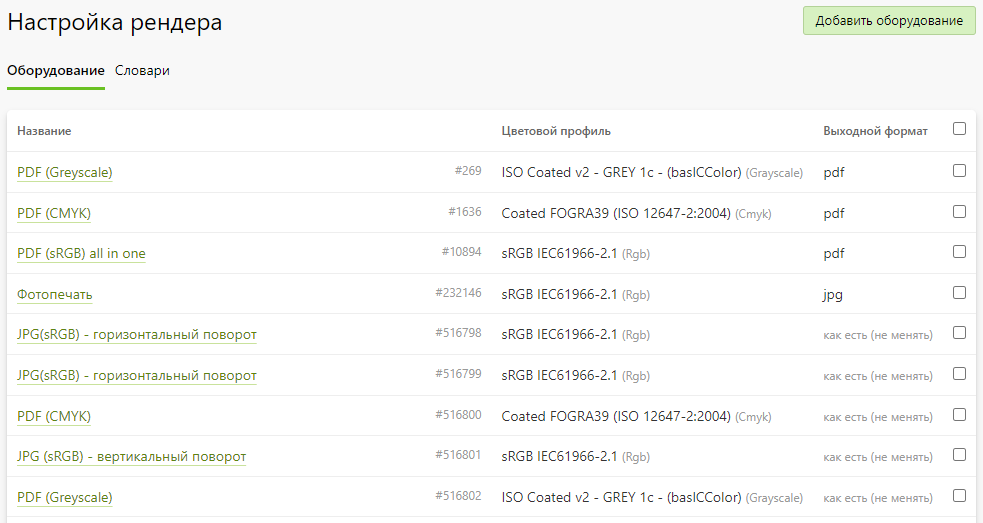 Настройка рендера
Добавить оборудование
Оборудование Словари
Название Цветовой профиль Выходной формат
PDF (Greyscale) #269 ISO Coated v2 - GREY 1c - (basICColor) (Grayscale) pdf
PDF (CMYK) #1636 Coated FOGRA39 (ISO 12647-2:2004) (Cmyk) pdf
PDF (sRGB) all in one #10894 sRGB IEC61966-2.1 (Rgb) pdf
Фотопечать #232146 sRGB IEC61966-2.1 (Rgb) jpg
JPG(sRGB) - горизонтальный поворот #516798 sRGB IEC61966-2.1 (Rgb) как есть (не менять)
JPG(sRGB) - горизонтальный поворот #516799 sRGB IEC61966-2.1 (Rgb) как есть (не менять)
PDF (CMYK) #516800 Coated FOGRA39 (ISO 12647-2:2004) (Cmyk) как есть (не менять)
JPG (sRGB) - вертикальный поворот #516801 sRGB IEC61966-2.1 (Rgb) как есть (не менять)
PDF (Greyscale) #516802 ISO Coated v2 - GREY 1c - (basICColor) (Grayscale) как есть (не менять)